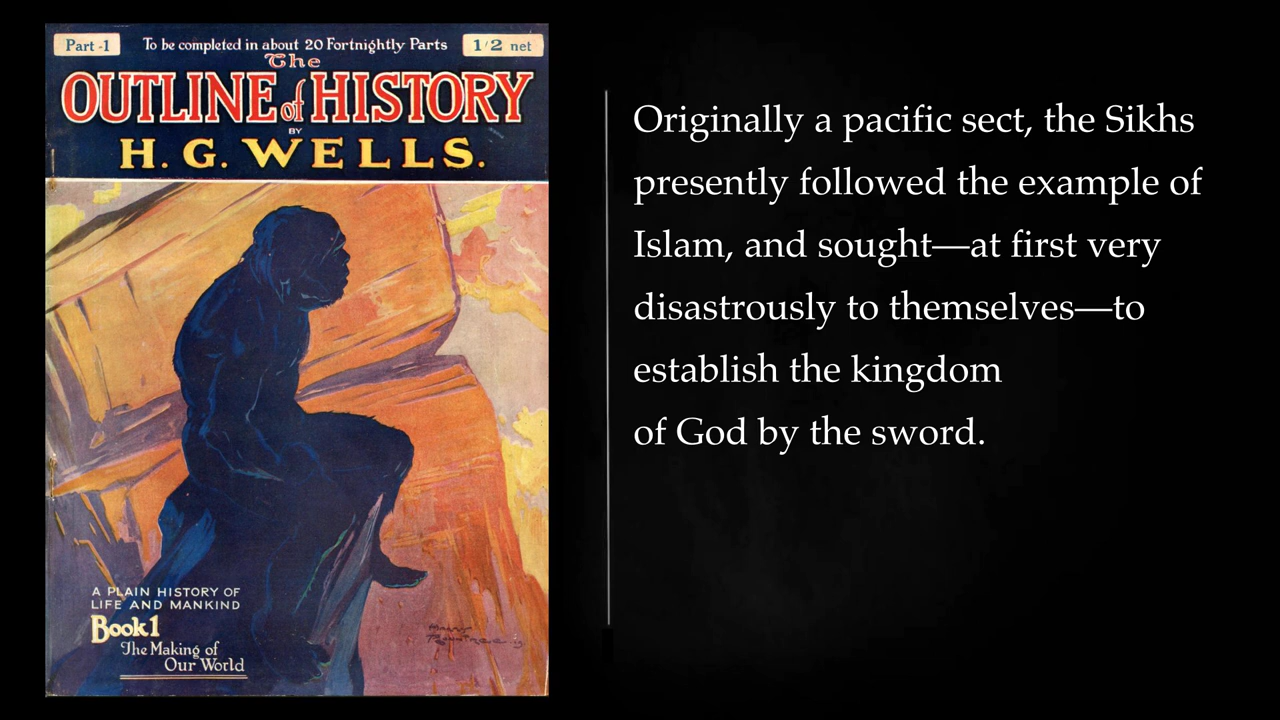 Part -1
To be completed in about 20 Fortnightly Parts
1/2 net
The
OUTLINE of HISTORY
BY
H. G. WELLS.
A PLAIN HISTORY OF
LIFE AND MANKIND
Book 1
The Making of
Our World
Originally a pacific sect, the Sikhs
presently followed the example of
Islam, and sought—at first very
disastrously to themselves—to
establish the kingdom
of God by the sword.